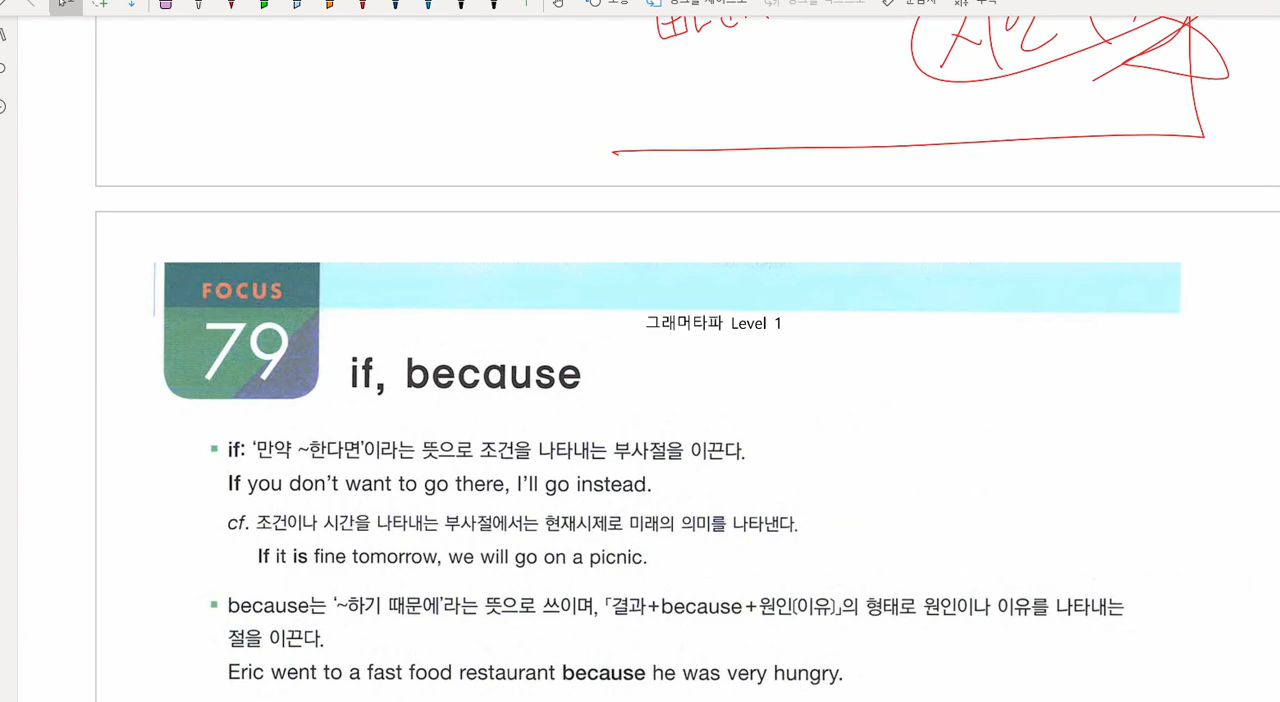 FOCUS
79
그래머타파 Level 1
if, because
if: ‘만약 ~한다면’이라는 뜻으로 조건을 나타내는 부사절을 이끈다.
If you don’t want to go there, I’ll go instead.
cf. 조건이나 시간을 나타내는 부사절에서는 현재시제로 미래의 의미를 나타낸다.
If it is fine tomorrow, we will go on a picnic.
because는 ‘~하기 때문에’라는 뜻으로 쓰이며, 「결과+because+원인(이유)」의 형태로 원인이나 이유를 나타내는
절을 이끈다.
Eric went to a fast food restaurant because he was very hungry.